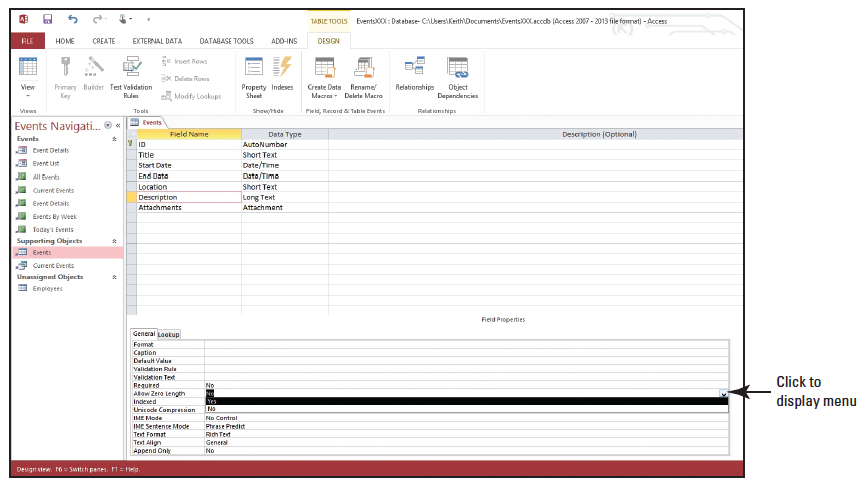 TABLE TOOLS EventsXXX : Database- C:\Users\Keith\Documents\EventsXXX.accdb (Access 2007 - 2013 file format) - Access
FILE HOME CREATE EXTERNAL DATA DATABASE TOOLS ADD-INS DESIGN
View
Primary Key
Builder
Test Validation Rules
Insert Rows
Delete Rows
Modify Lookups
Property Sheet
Indexes
Create Data Macros
Rename/ Delete Macro
Relationships
Object Dependencies
Views Tools Show/Hide Field, Record & Table Events Relationships
Events Navigati... «
Events
Event Details
Event List
All Events
Current Events
Event Details
Events By Week
Today's Events
Supporting Objects
Events
Current Events
Unassigned Objects
Employees
Events
Field Name Data Type Description (Optional)
ID AutoNumber
Title Short Text
Start Date Date/Time
End Date Date/Time
Location Short Text
Description Long Text
Attachments Attachment
Field Properties
General Lookup
Format
Caption
Default Value
Validation Rule
Validation Text
Required No
Allow Zero Length No
Indexed Yes
Unicode Compression No
IME Mode No Control
IME Sentence Mode Phrase Predict
Text Format Rich Text
Text Align General
Append Only No
Design view. F6 = Switch panes. F1 = Help.
Click to
display menu